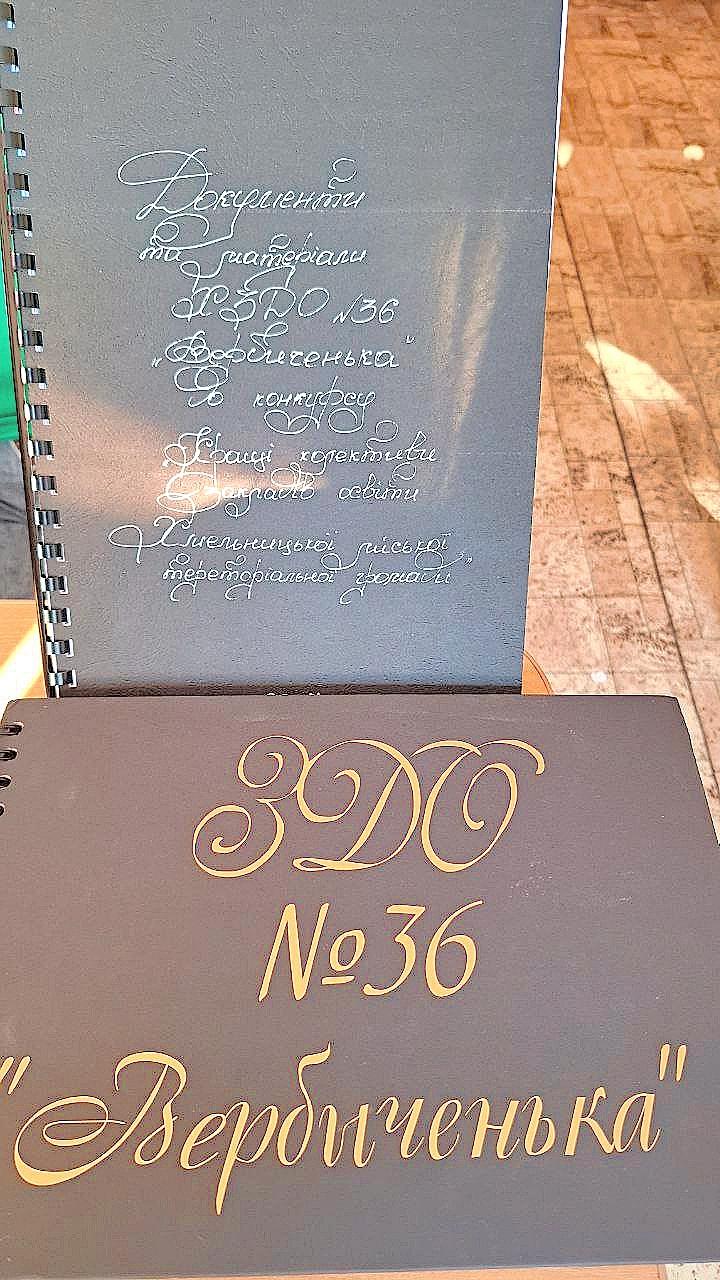 Документи
та матеріали
ХЗДО №36
„Вербиченька"
До конкурсу
„Кращі колективи
Закладів освіти
Хмельницької міської
територіальної громади"
ЗДО
№36
"Вербиченька"